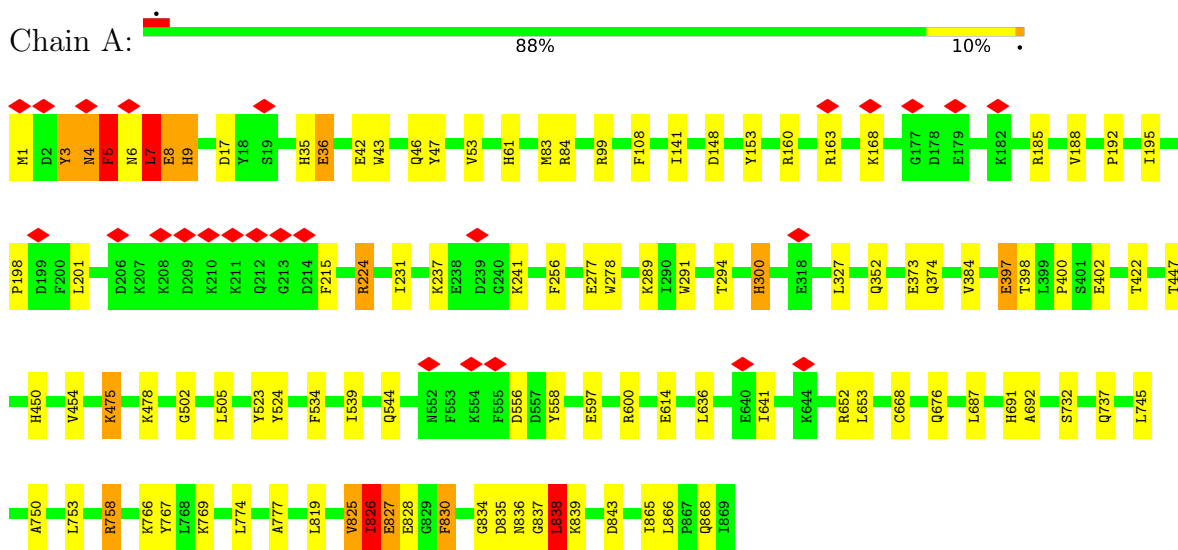 Chain A:
88% 10%
M1 D2 Y3 N4 F5 N6 L7 E8 H9 D17 Y18 S19 H35 E36 E42 W43 Q46 Y47 V53 H61 M83 R84 R99 F108 I141 D148 Y153 R160 R163 K168 G177 D178 E179 K182 R185 V188 P192 I195
P198 D199 F200 L201 D206 K207 K208 D209 K210 K211 Q212 G213 D214 F215 R224 I231 K237 E238 D239 G240 K241 F256 E277 W278 K289 I290 W291 T294 H300 E318 L327 Q352 E373 Q374 V384 E397 T398 L399 P400 S401 E402 T422 T447
H450 V454 K475 K478 G502 L505 Y523 Y524 F534 I539 Q544 N552 F553 K554 F555 D556 D557 Y558 E597 R600 E614 L636 E640 I641 K644 R652 L653 C668 Q676 L687 H691 A692 S732 Q737 L745
A750 L753 R758 K766 Y767 L768 K769 L774 A777 L819 V825 I826 E827 E828 G829 F830 G834 D835 N836 G837 L838 K839 D843 I865 L866 P867 Q868 I869